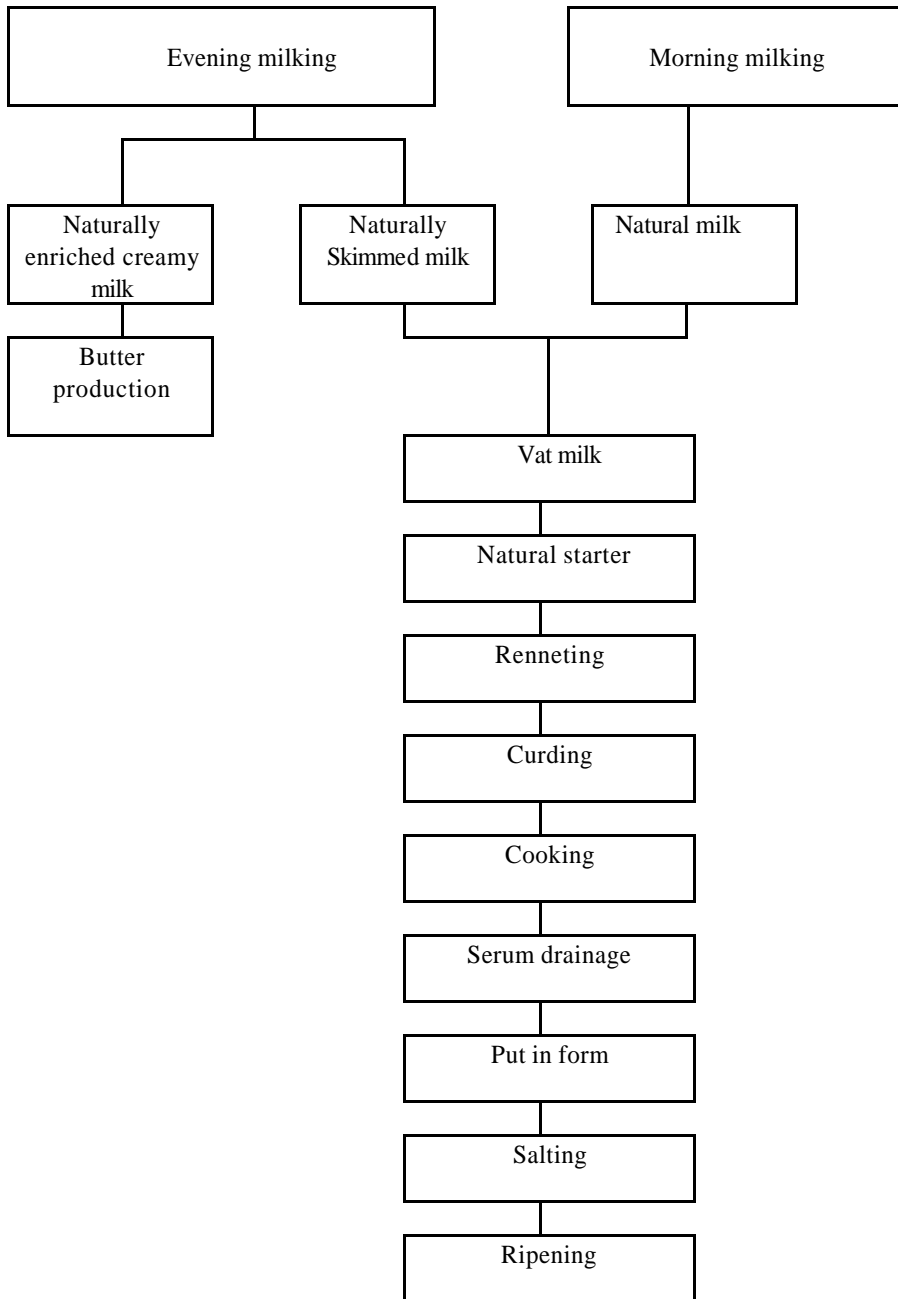 Evening milking
Morning milking
Naturally
enriched creamy
milk
Naturally
Skimmed milk
Natural milk
Butter
production
Vat milk
Natural starter
Renneting
Curding
Cooking
Serum drainage
Put in form
Salting
Ripening